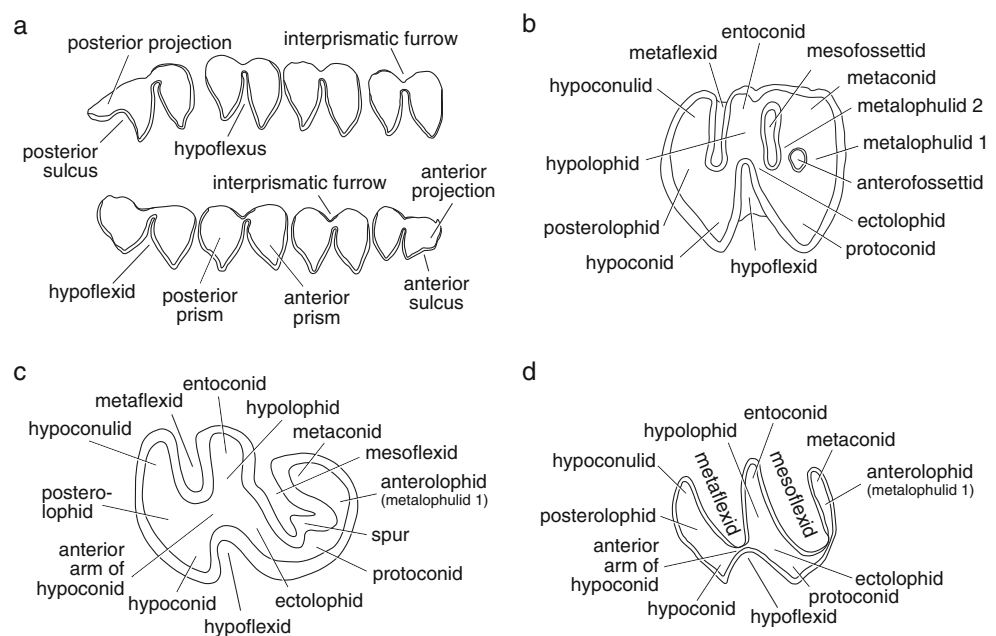 a
posterior projection
interprismatic furrow
posterior
sulcus
hypoflexus
interprismatic furrow
anterior
projection
hypoflexid
posterior
prism
anterior
prism
anterior
sulcus
b
entoconid
metaflexid
mesofossettid
hypoconulid
metaconid
metalophulid 2
metalophulid 1
hypolophid
anterofossettid
ectolophid
posterolophid
protoconid
hypoconid
hypoflexid
c
entoconid
metaflexid
hypolophid
hypoconulid
metaconid
mesoflexid
anterolophid
(metalophulid 1)
postero-
lophid
spur
anterior
arm of
hypoconid
protoconid
hypoconid
ectolophid
hypoflexid
d
entoconid
hypolophid
metaconid
hypoconulid
metaflexid
mesoflexid
anterolophid
(metalophulid 1)
posterolophid
anterior
arm of
hypoconid
ectolophid
protoconid
hypoconid
hypoflexid